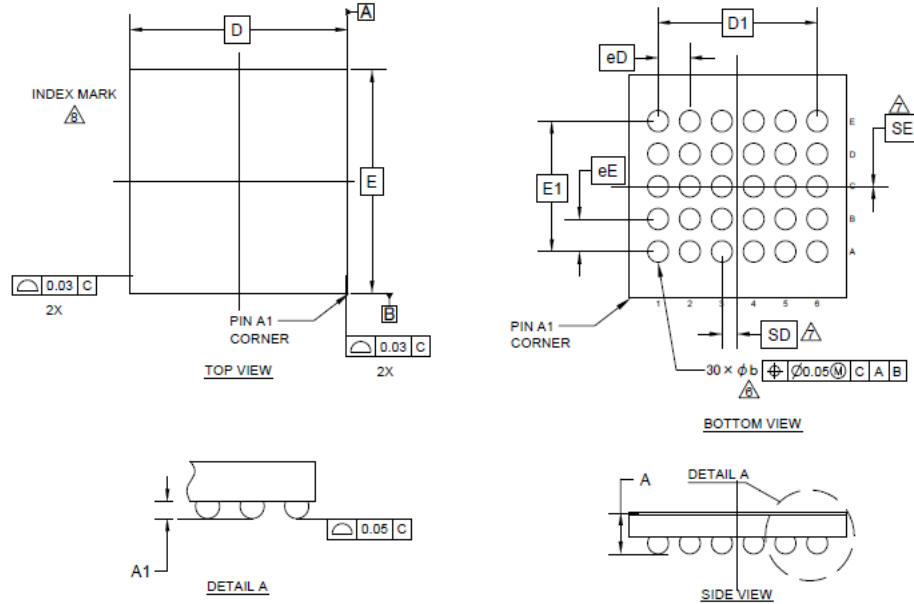 D
A
INDEX MARK
8
E
⌓ 0.03 C
2X
B
PIN A1
CORNER
⌓ 0.03 C
2X
TOP VIEW
D1
eD
7
SE
E1
eE
E
D
C
B
A
1 2 3 4 5 6
PIN A1
CORNER
SD 7
30 × ϕb ⌖ ∅0.05Ⓜ C A B
6
BOTTOM VIEW
A1
⌓ 0.05 C
DETAIL A
A
DETAIL A
SIDE VIEW